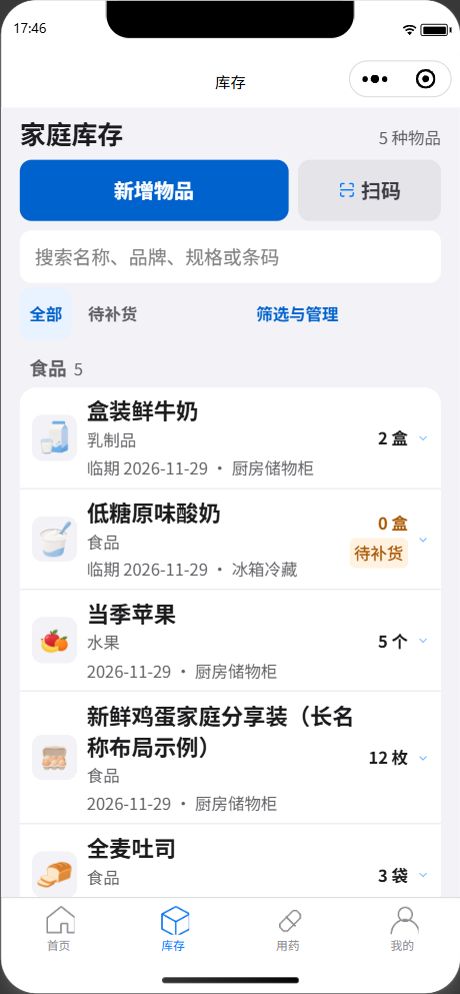 17:46
库存
家庭库存
5 种物品
新增物品
扫码
搜索名称、品牌、规格或条码
全部
待补货
筛选与管理
食品 5
盒装鲜牛奶
乳制品
2 盒
临期 2026-11-29 · 厨房储物柜
低糖原味酸奶
0 盒
食品
待补货
临期 2026-11-29 · 冰箱冷藏
当季苹果
水果
5 个
2026-11-29 · 厨房储物柜
新鲜鸡蛋家庭分享装（长名
称布局示例）
12 枚
食品
2026-11-29 · 厨房储物柜
全麦吐司
食品
3 袋
首页
库存
用药
我的